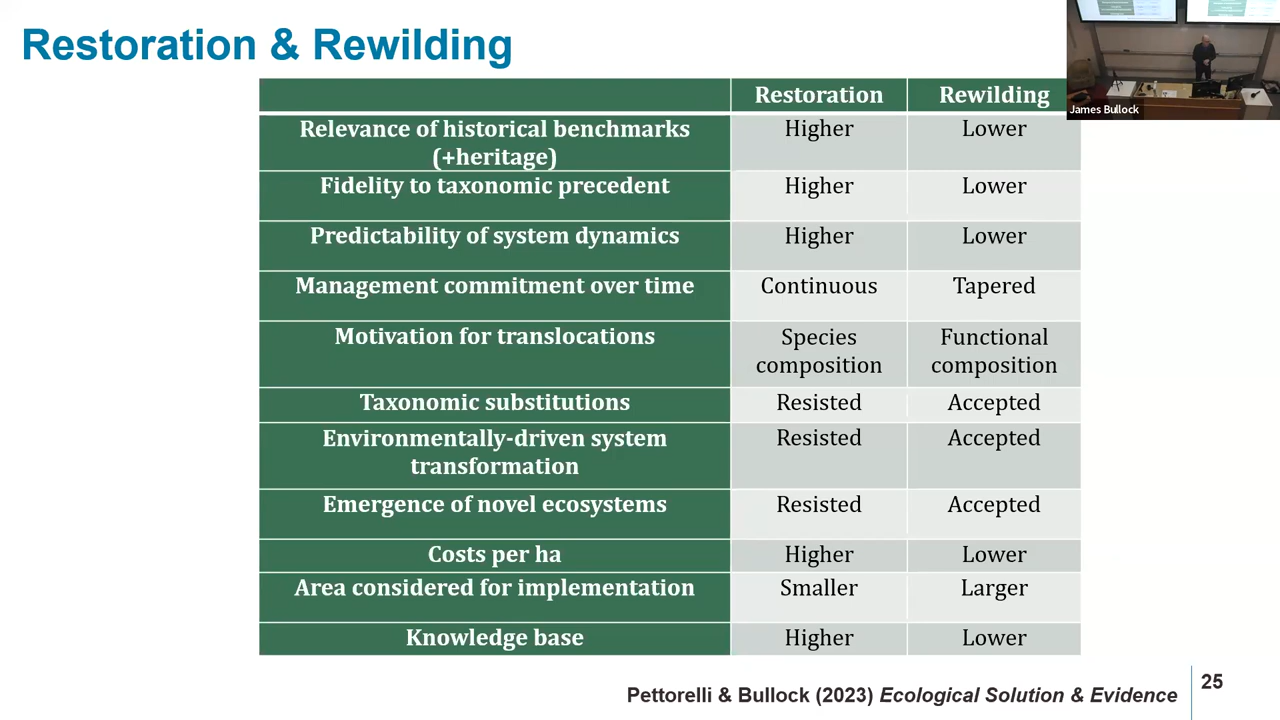 Restoration & Rewilding
James Bullock
Restoration Rewilding
Relevance of historical benchmarks
(+heritage)
Higher Lower
Fidelity to taxonomic precedent Higher Lower
Predictability of system dynamics Higher Lower
Management commitment over time Continuous Tapered
Motivation for translocations Species Functional
composition composition
Taxonomic substitutions Resisted Accepted
Environmentally-driven system Resisted Accepted
transformation
Emergence of novel ecosystems Resisted Accepted
Costs per ha Higher Lower
Area considered for implementation Smaller Larger
Knowledge base Higher Lower
Pettorelli & Bullock (2023) Ecological Solution & Evidence
25